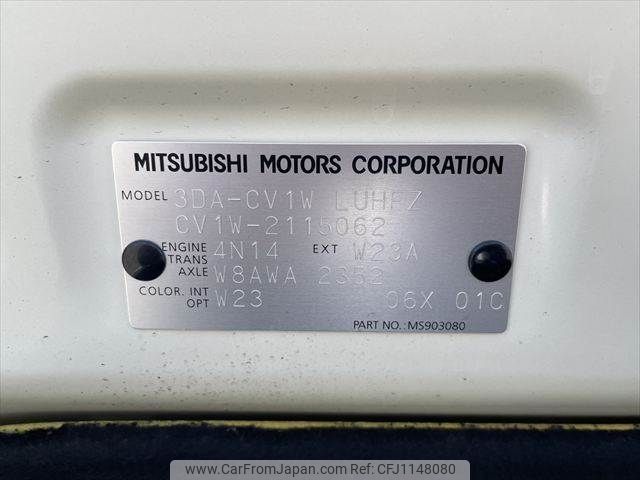 MITSUBISHI MOTORS CORPORATION
MODEL 3DA-CV1W LUHFZ
CV1W-2115062
ENGINE 4N14 EXT W23A
TRANS AXLE W8AWA 2352
COLOR. INT OPT W23 06X 01C
PART NO.: MS903080
www.CarFromJapan.com CFJ1148080